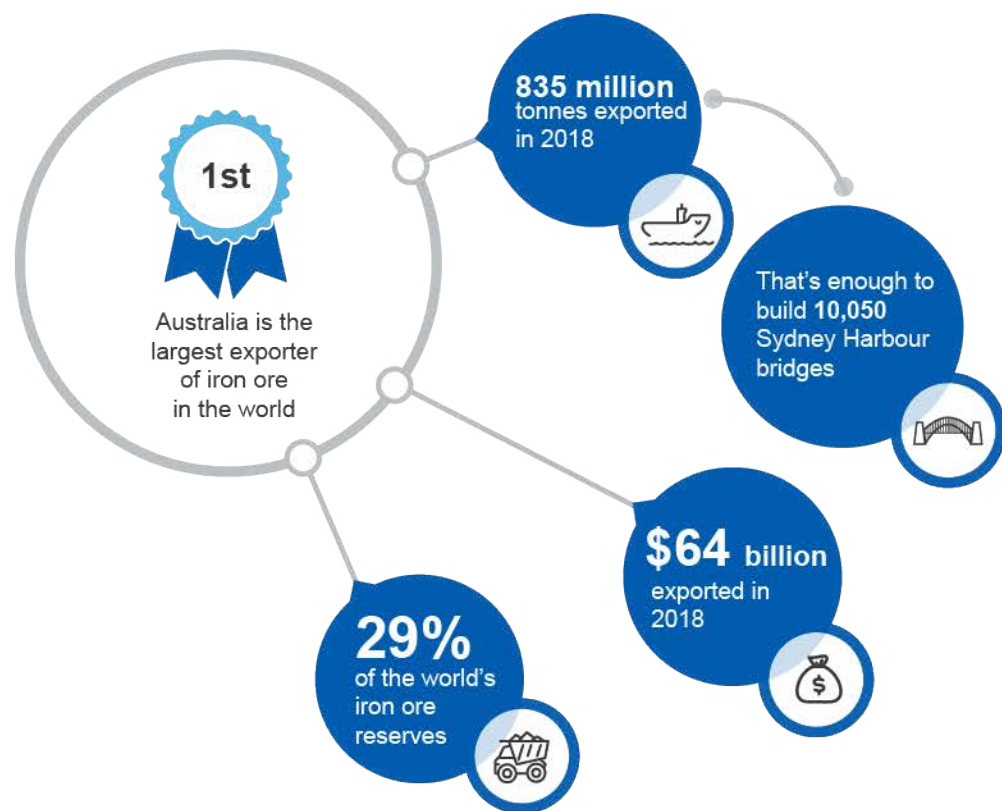 1st
Australia is the
largest exporter
of iron ore
in the world
835 million
tonnes exported
in 2018
That's enough to
build 10,050
Sydney Harbour
bridges
$64 billion
exported in
2018
$
29%
of the world's
iron ore
reserves